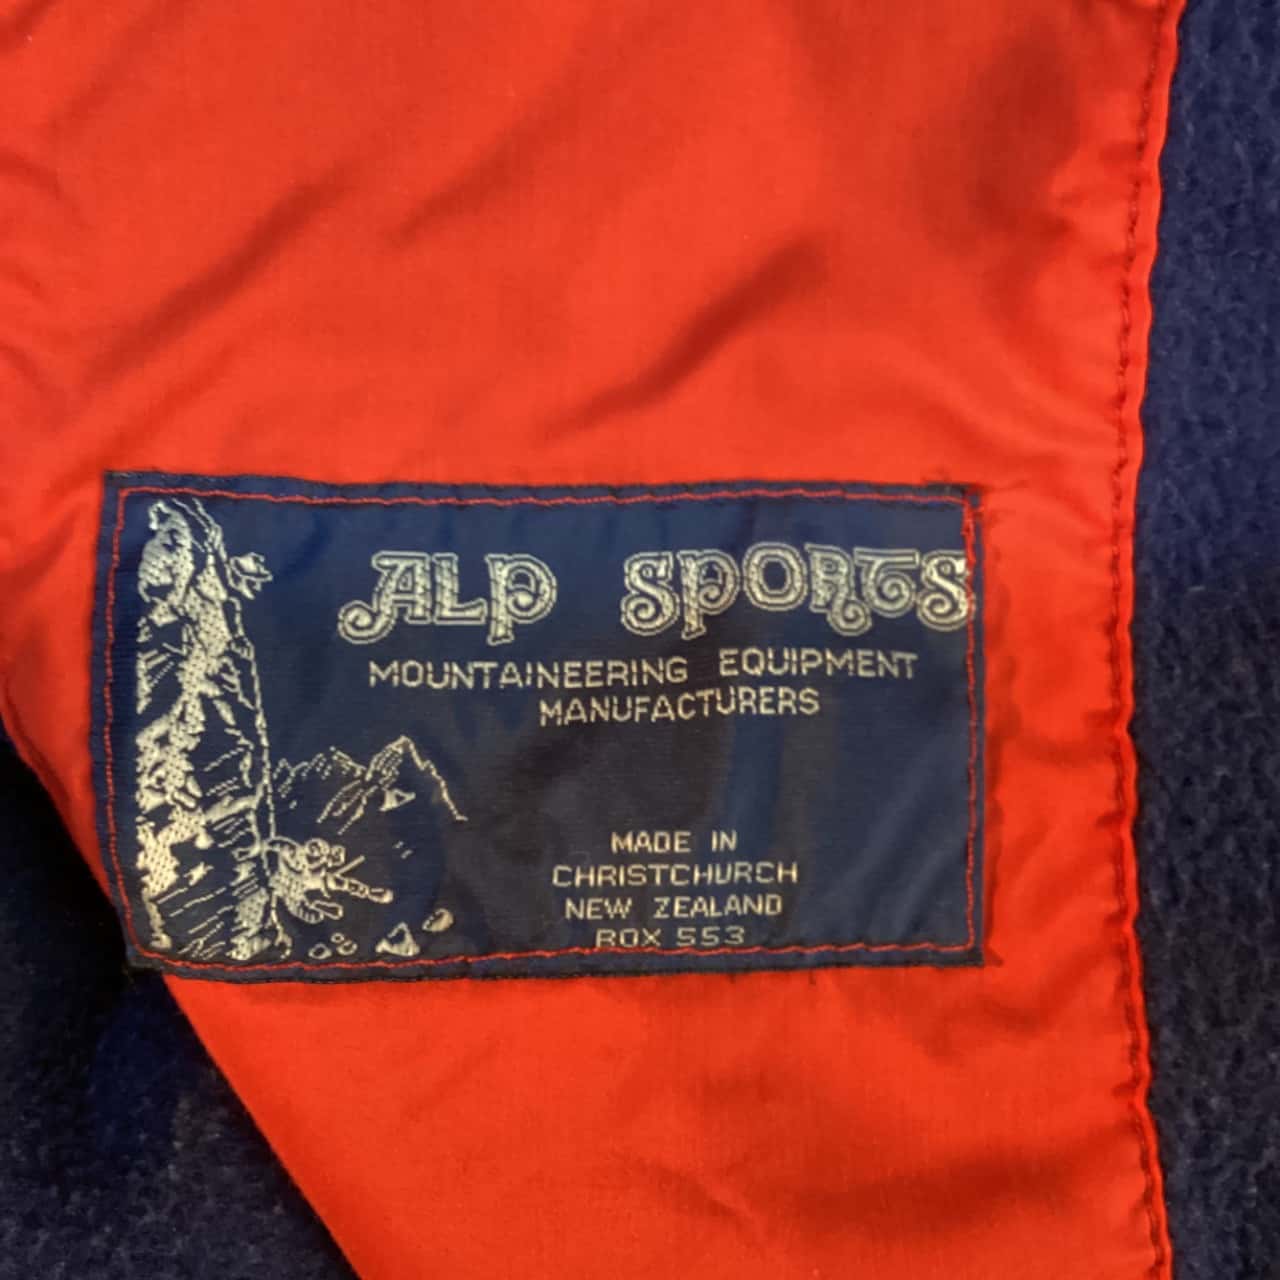 ALP SPORTS
MOUNTAINEERING EQUIPMENT
MANUFACTURERS
MADE IN
CHRISTCHURCH
NEW ZEALAND
BOX 553